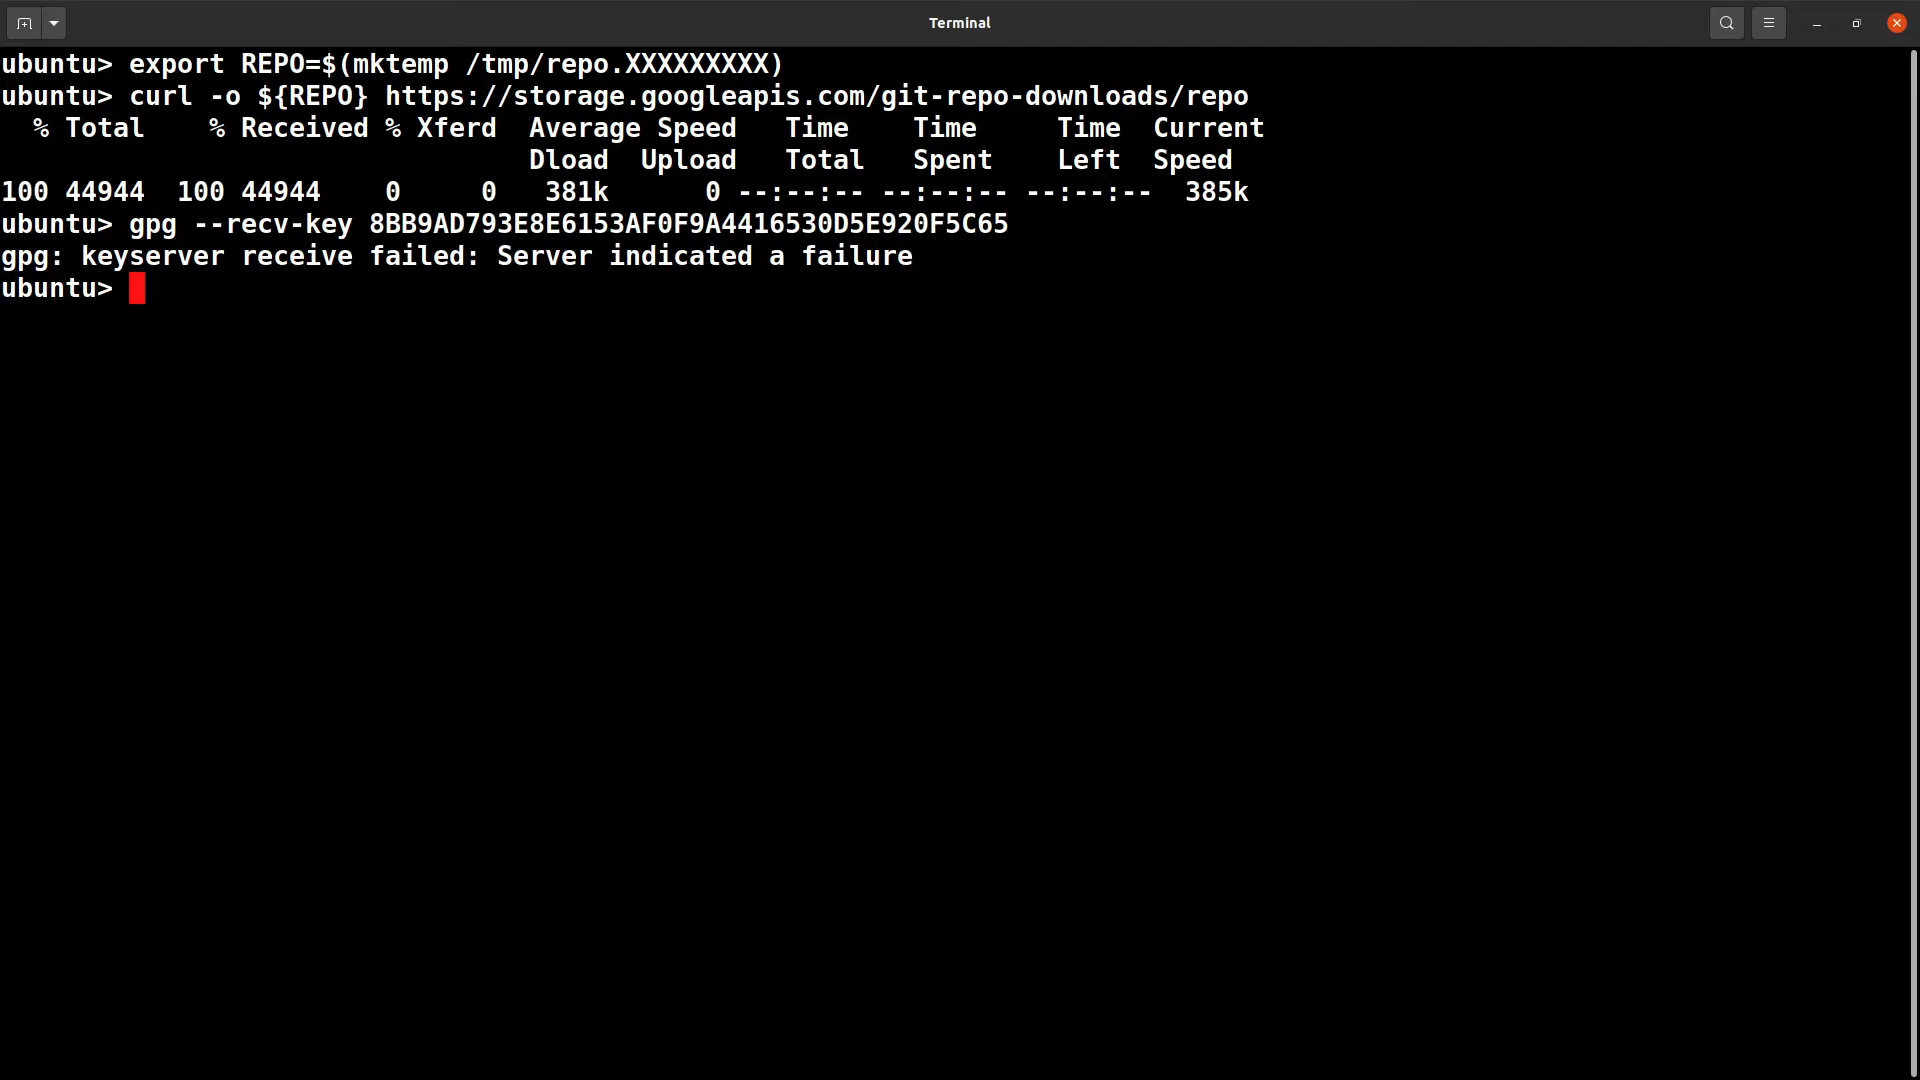 Terminal
ubuntu> export REPO=$(mktemp /tmp/repo.XXXXXXXXX)
ubuntu> curl -o ${REPO} https://storage.googleapis.com/git-repo-downloads/repo
  % Total    % Received % Xferd  Average Speed   Time    Time     Time  Current
                                 Dload  Upload   Total   Spent    Left  Speed
100 44944  100 44944    0     0   381k      0 --:--:-- --:--:-- --:--:--  385k
ubuntu> gpg --recv-key 8BB9AD793E8E6153AF0F9A4416530D5E920F5C65
gpg: keyserver receive failed: Server indicated a failure
ubuntu>